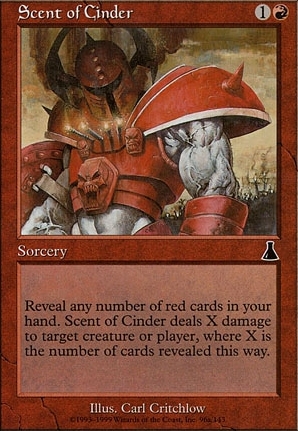 Scent of Cinder 1
Sorcery
Reveal any number of red cards in your
hand. Scent of Cinder deals X damage
to target creature or player, where X is
the number of cards revealed this way.
Illus. Carl Critchlow
©1993–1999 Wizards of the Coast, Inc. 96/143